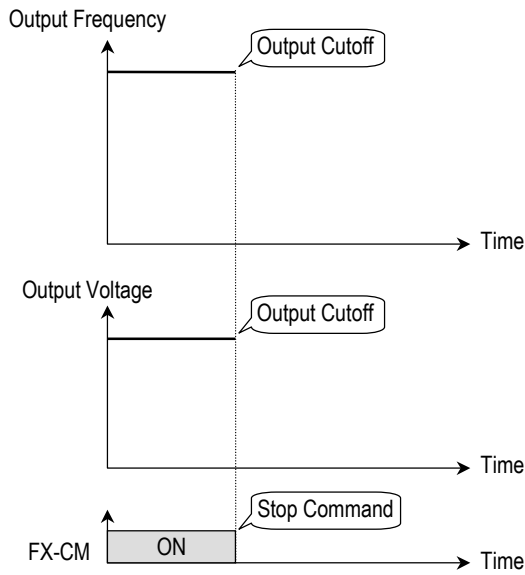 Output Frequency
Output Cutoff
Time
Output Voltage
Output Cutoff
Time
Stop Command
FX-CM
ON
Time